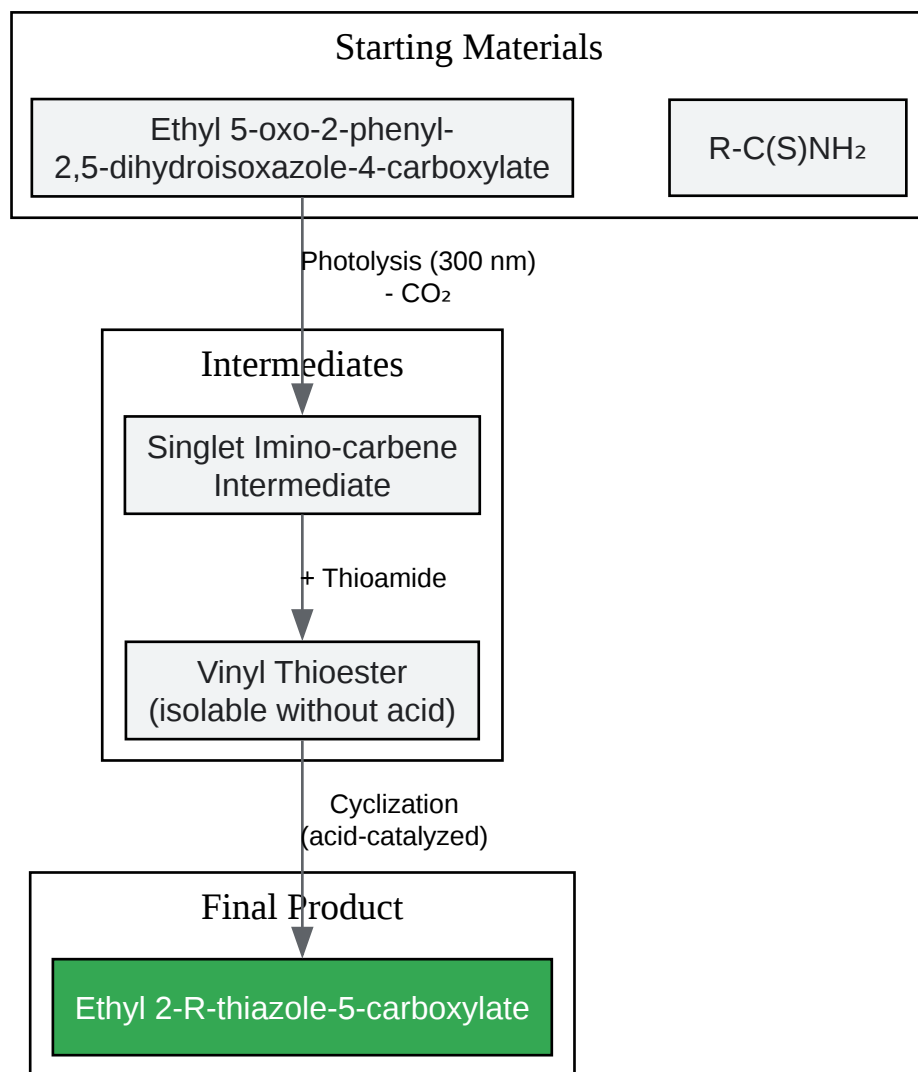 Starting Materials
Ethyl 5-oxo-2-phenyl-
2,5-dihydroisoxazole-4-carboxylate
R-C(S)NH₂
Photolysis (300 nm)
- CO₂
Intermediates
Singlet Imino-carbene
Intermediate
+ Thioamide
Vinyl Thioester
(isolable without acid)
Cyclization
(acid-catalyzed)
Final Product
Ethyl 2-R-thiazole-5-carboxylate